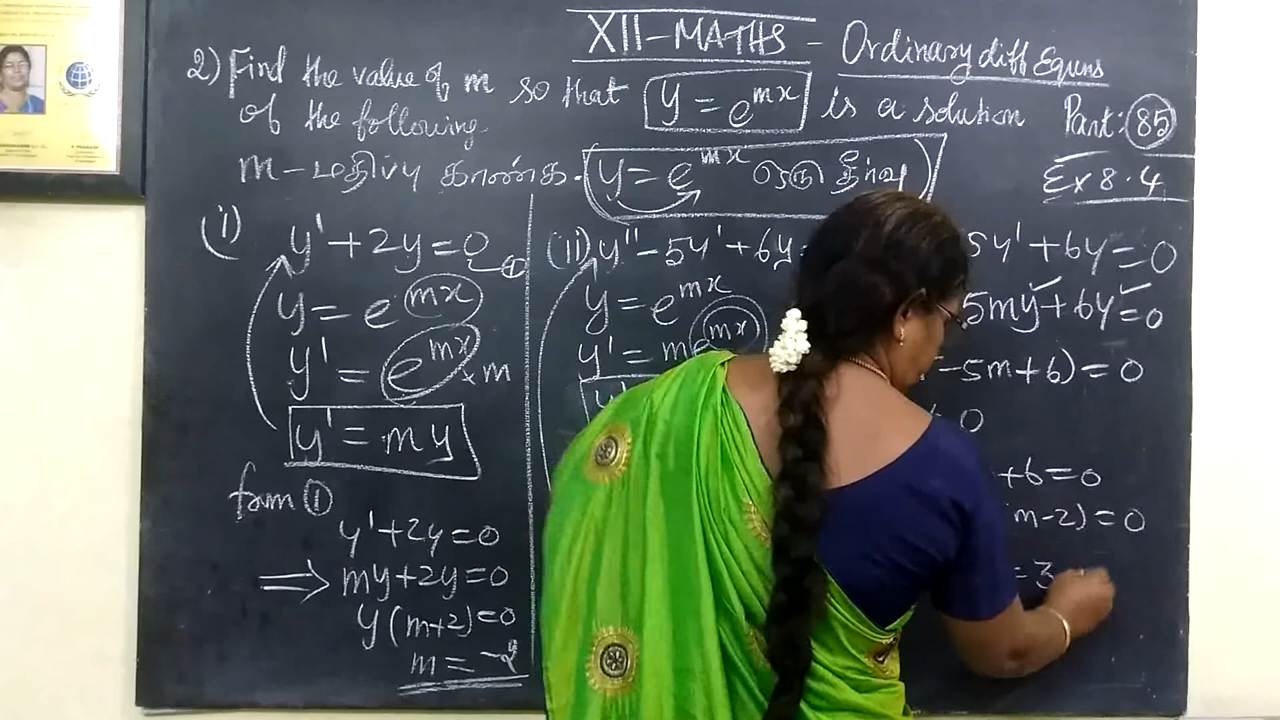 XII-MATHS - Ordinary diff Equns
2) Find the value of m so that y = e^{mx} is a solution
of the following.
Part: 85
m-மதிப்பு காண்க. y = e^{mx} ஒரு தீர்வு
Ex 8.4
(i) y' + 2y = 0 ①
y = e^{mx}
y' = e^{mx} × m
y' = my
from ①
y' + 2y = 0
⇒ my + 2y = 0
y(m+2) = 0
m = -2
(ii) y'' - 5y' + 6y
y = e^{mx}
y' = m e^{mx}
5y' + 6y = 0
5my + 6y = 0
-5m + 6) = 0
0
+6 = 0
(m-2) = 0
= 3